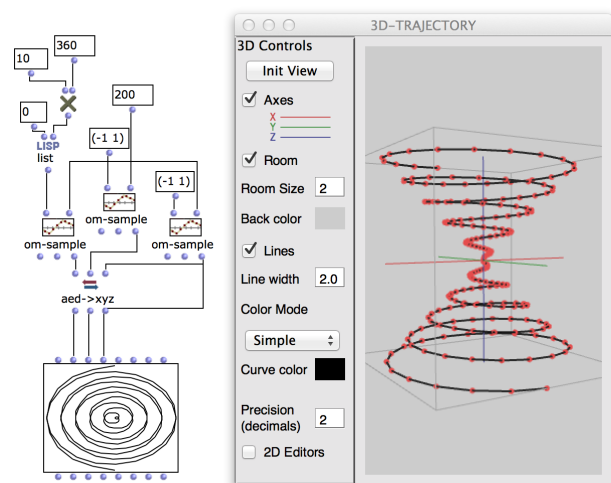 360
10
200
0
LISP
list
(-1 1)
(-1 1)
om-sample
om-sample
om-sample
aed->xyz
3D-TRAJECTORY
3D Controls
Init View
Axes
X
Y
Z
Room
Room Size 2
Back color
Lines
Line width 2.0
Color Mode
Simple
Curve color
Precision
(decimals) 2
2D Editors